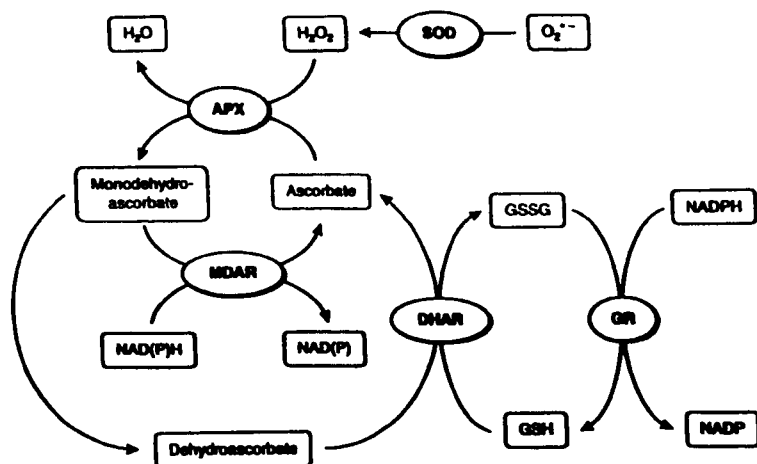 H₂O
H₂O₂
SOD
O₂•−
APX
Monodehydro-
ascorbate
Ascorbate
GSSG
NADPH
MDAR
DHAR
GR
NAD(P)H
NAD(P)
Dehydroascorbate
GSH
NADP